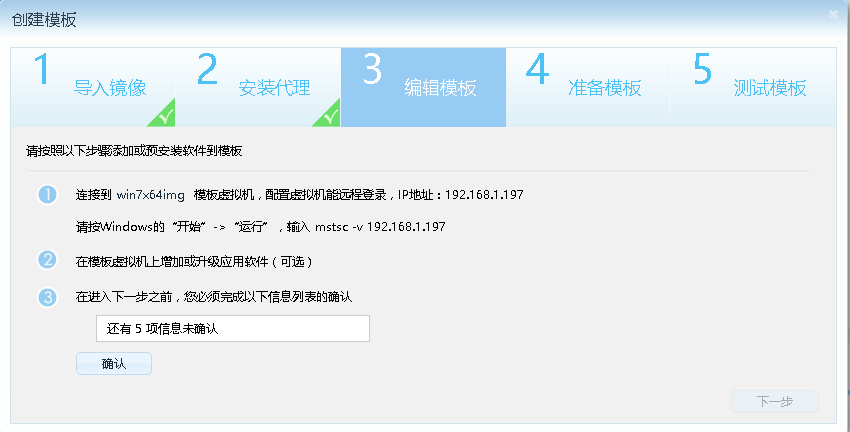 创建模板
1 导入镜像
2 安装代理
3 编辑模板
4 准备模板
5 测试模板
请按照以下步骤添加或预安装软件到模板
1 连接到 win7x64img 模板虚拟机，配置虚拟机能远程登录，IP地址：192.168.1.197
请按Windows的“开始”->“运行”，输入 mstsc -v 192.168.1.197
2 在模板虚拟机上增加或升级应用软件（可选）
3 在进入下一步之前，您必须完成以下信息列表的确认
还有 5 项信息未确认
确认
下一步